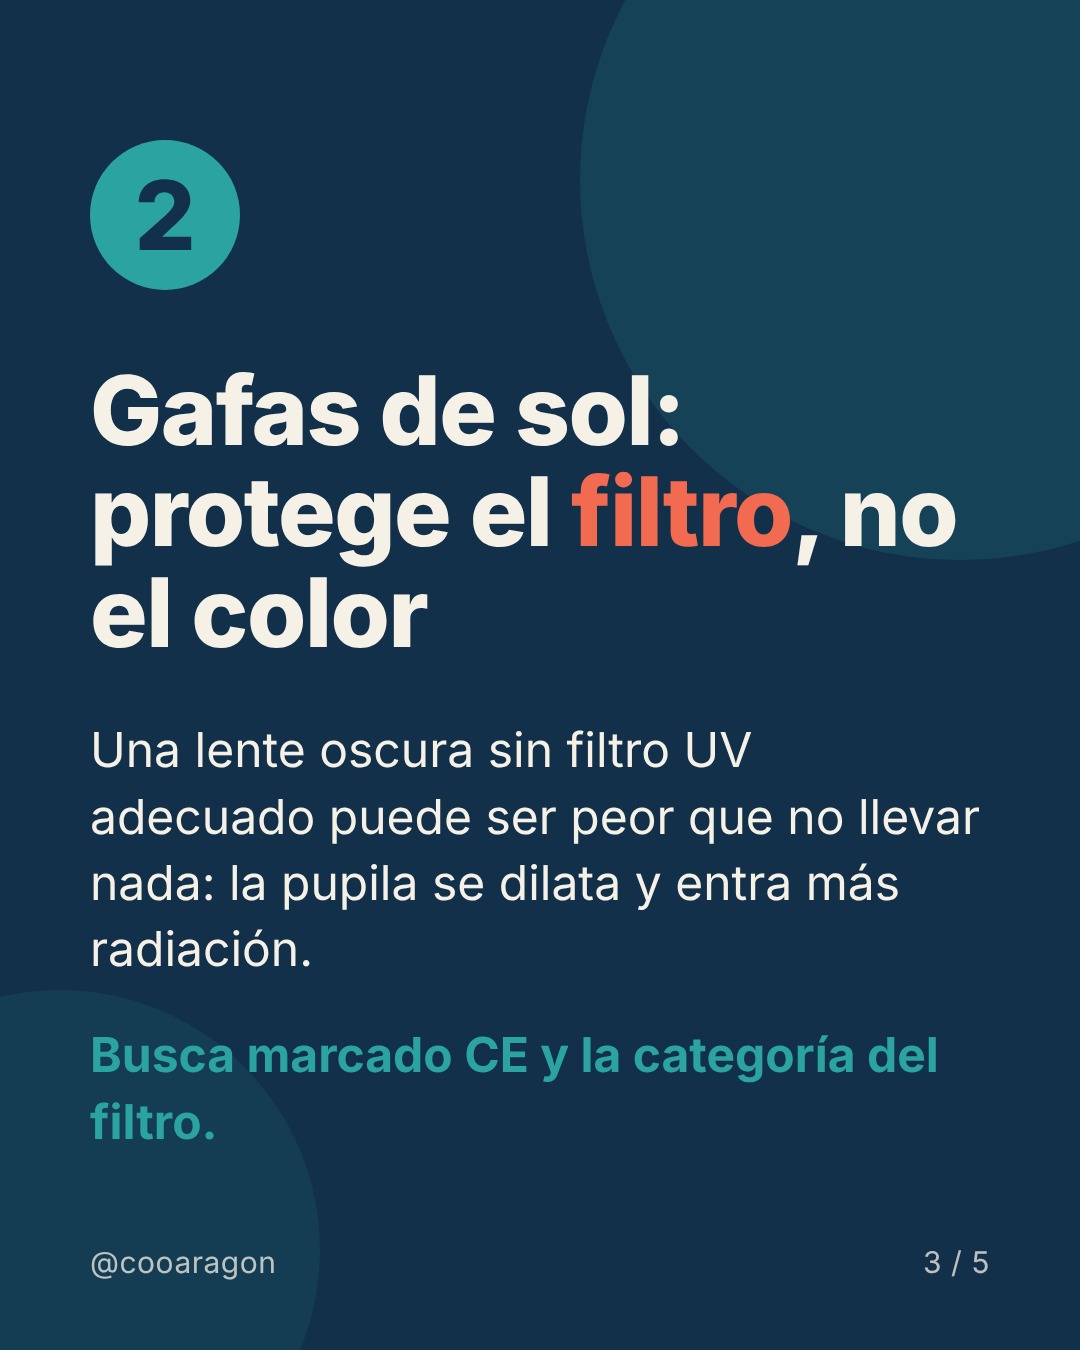 2
Gafas de sol:
protege el filtro, no
el color
Una lente oscura sin filtro UV
adecuado puede ser peor que no llevar
nada: la pupila se dilata y entra más
radiación.
Busca marcado CE y la categoría del
filtro.
@cooaragon
3 / 5